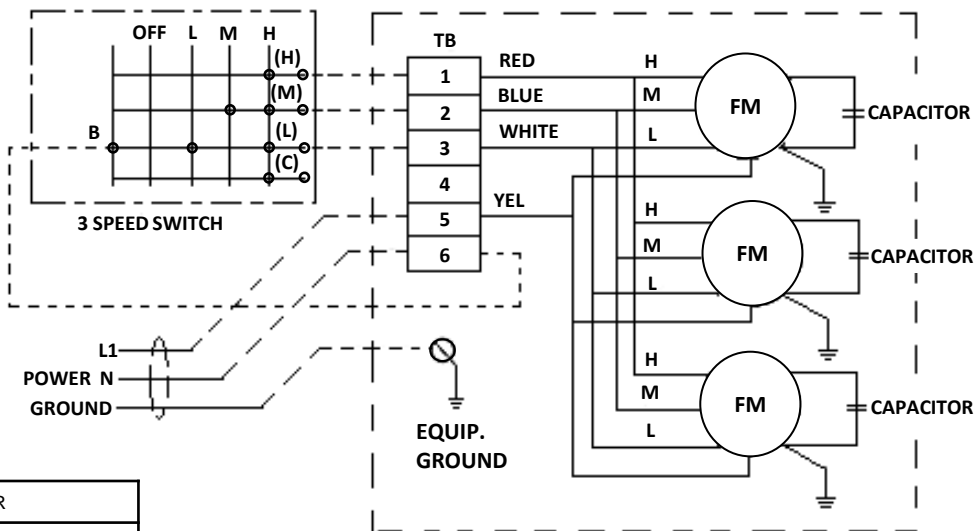 OFF L M H
(H)
(M)
(L)
(C)
B
3 SPEED SWITCH
TB
1
2
3
4
5
6
RED
BLUE
WHITE
YEL
H
M
L
FM
CAPACITOR
H
M
L
FM
CAPACITOR
H
M
L
FM
CAPACITOR
L1
POWER N
GROUND
EQUIP.
GROUND
R